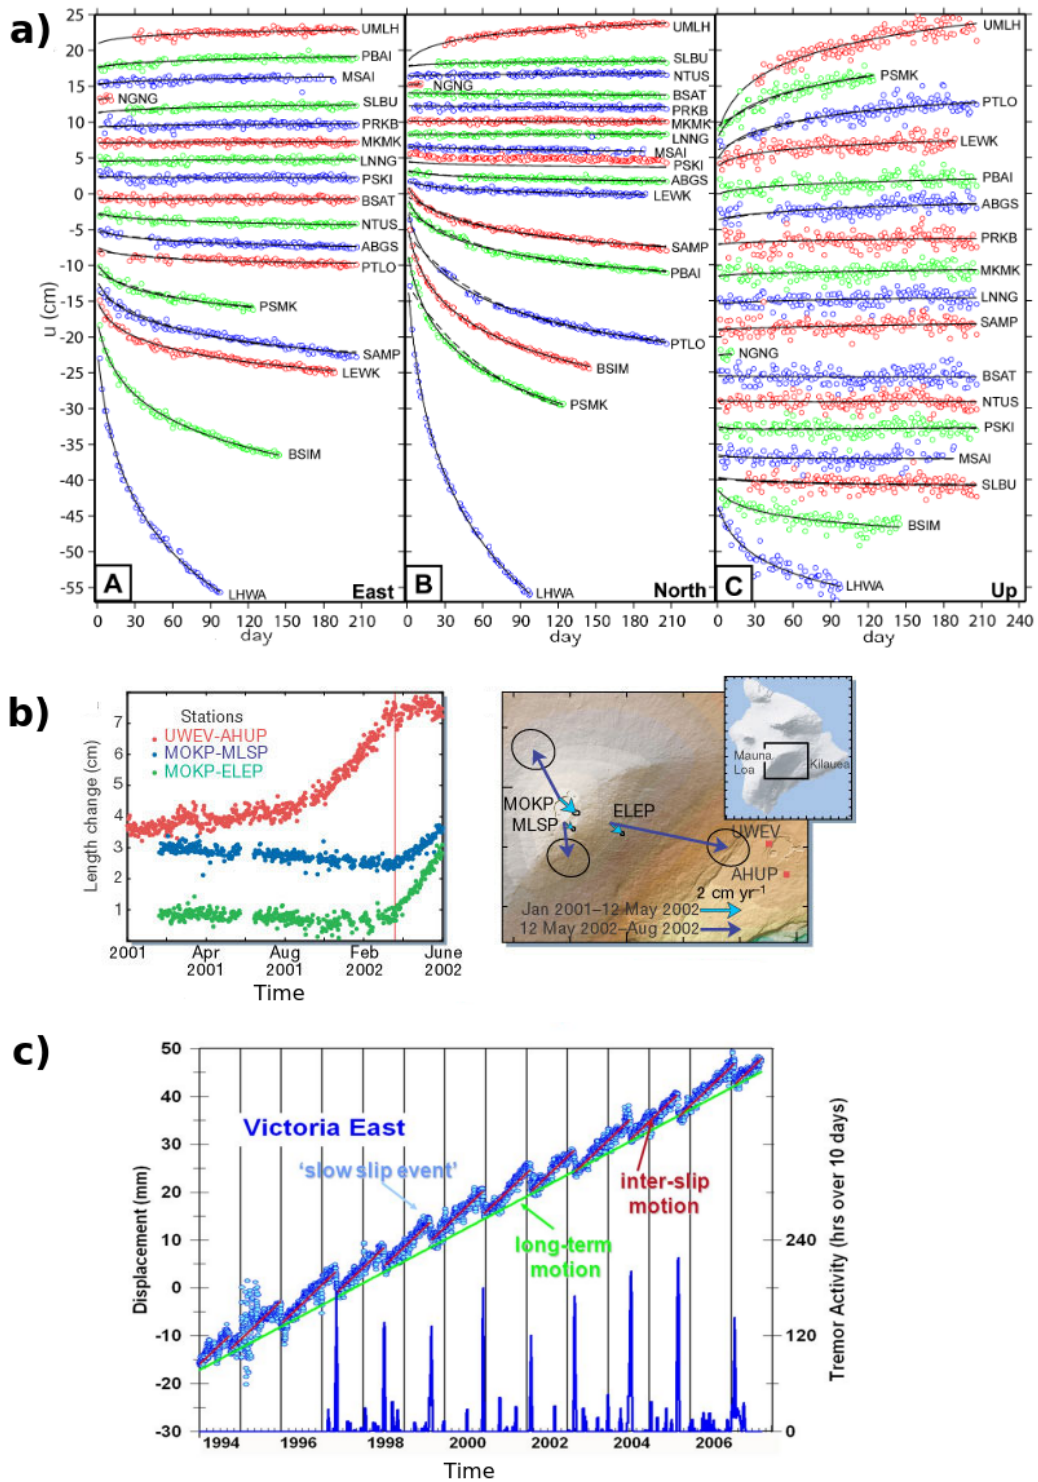 a)
u (cm)
25
20
15
10
5
0
-5
-10
-15
-20
-25
-30
-35
-40
-45
-50
-55
UMLH
PBAI
MSAI
NGNG
SLBU
PRKB
MKMK
LNNG
PSKI
BSAT
NTUS
ABGS
PTLO
PSMK
SAMP
LEWK
BSIM
LHWA
A
East
0 30 60 90 120 150 180 210
day
UMLH
SLBU
NTUS
NGNG
BSAT
PRKB
MKMK
LNNG
MSAI
PSKI
ABGS
LEWK
SAMP
PBAI
PTLO
BSIM
PSMK
LHWA
B
North
0 30 60 90 120 150 180 210
day
UMLH
PSMK
PTLO
LEWK
PBAI
ABGS
PRKB
MKMK
LNNG
SAMP
NGNG
BSAT
NTUS
PSKI
MSAI
SLBU
BSIM
LHWA
C
Up
0 30 60 90 120 150 180 210 240
day
b)
Length change (cm)
7
6
5
4
3
2
1
Stations
UWEV-AHUP
MOKP-MLSP
MOKP-ELEP
2001 Apr 2001 Aug 2001 Feb 2002 June 2002
Time
MOKP
MLSP
ELEP
UWEV
AHUP
2 cm yr⁻¹
Jan 2001–12 May 2002
12 May 2002–Aug 2002
Mauna Loa
Kilauea
c)
Displacement (mm)
50
40
30
20
10
0
-10
-20
-30
Victoria East
'slow slip event'
inter-slip
motion
long-term
motion
240
120
0
Tremor Activity (hrs over 10 days)
1994 1996 1998 2000 2002 2004 2006
Time